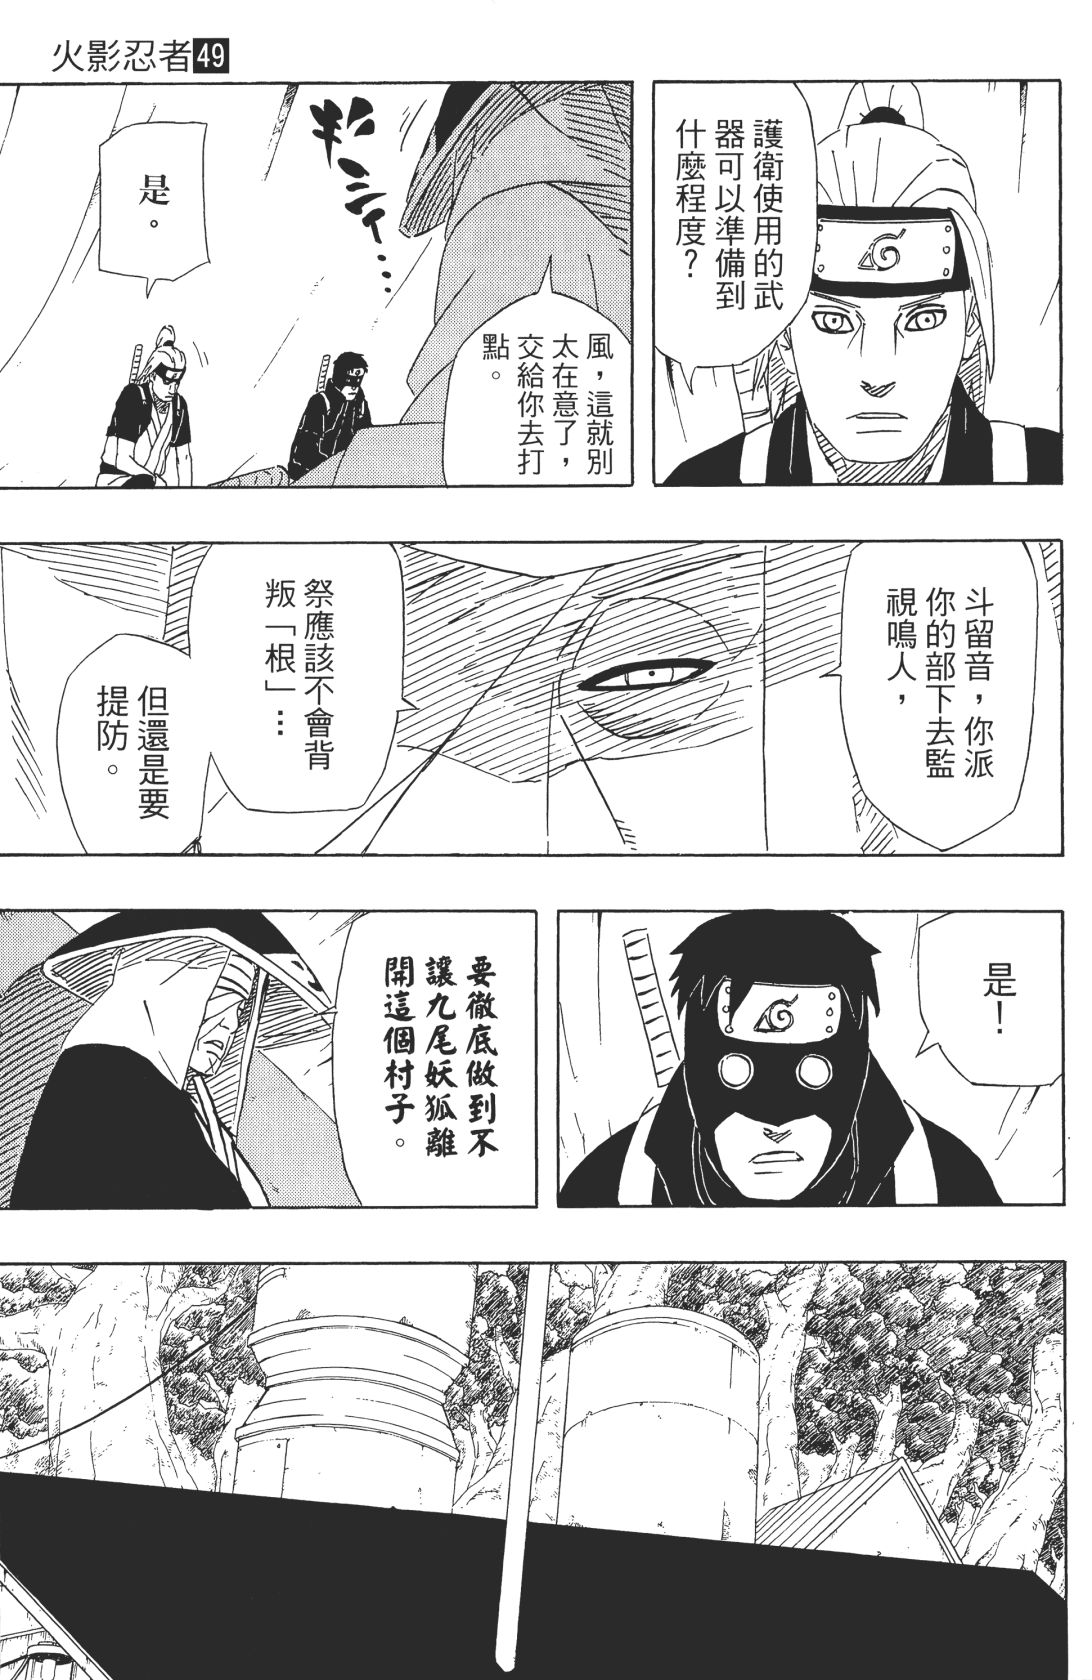 火影忍者49
護衛使用的武
器可以準備到
什麼程度？
風，這就別
太在意了，
交給你去打
點。
ギシィ…
是。
斗留音，你派
你的部下去監
視鳴人，
祭應該不會背
叛「根」…
但還是要
提防。
是！
要徹底做到不
讓九尾妖狐離
開這個村子。